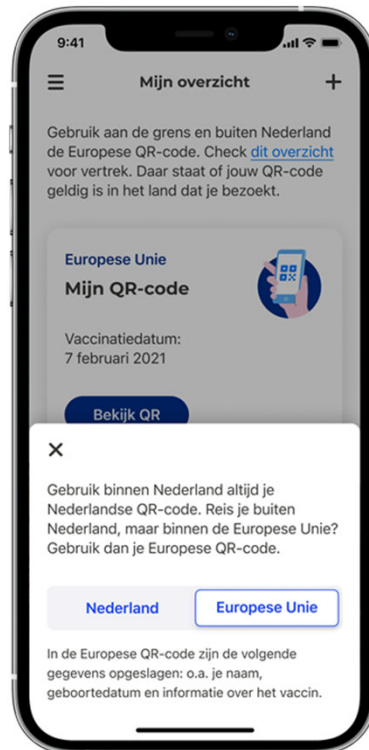 9:41
Mijn overzicht
Gebruik aan de grens en buiten Nederland
de Europese QR-code. Check dit overzicht
voor vertrek. Daar staat of jouw QR-code
geldig is in het land dat je bezoekt.
Europese Unie
Mijn QR-code
Vaccinatiedatum:
7 februari 2021
Bekijk QR
Gebruik binnen Nederland altijd je
Nederlandse QR-code. Reis je buiten
Nederland, maar binnen de Europese Unie?
Gebruik dan je Europese QR-code.
Nederland
Europese Unie
In de Europese QR-code zijn de volgende
gegevens opgeslagen: o.a. je naam,
geboortedatum en informatie over het vaccin.